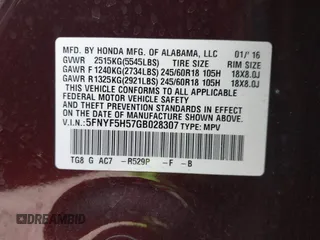 MFD. BY HONDA MFG. OF ALABAMA, LLC 01/'16
GVWR 2515KG(5545LBS) TIRE SIZE RIM SIZE
GAWR F 1240KG(2734LBS) 245/60R18 105H 18X8.0J
GAWR R 1325KG(2921LBS) 245/60R18 105H 18X8.0J
THIS VEHICLE CONFORMS TO ALL APPLICABLE FEDERAL
MOTOR VEHICLE SAFETY AND THEFT PREVENTION
STANDARDS IN EFFECT ON THE DATE OF
MANUFACTURE SHOWN ABOVE.
V.I.N: 5FNYF5H57GB028307 TYPE: MPV
TG8 G AC7 -R529P -F -B
AUTOBIDMASTER